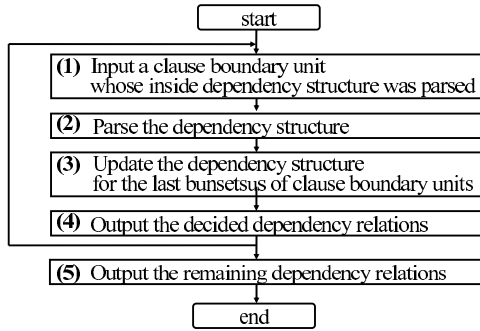 start
(1) Input a clause boundary unit
whose inside dependency structure was parsed
(2) Parse the dependency structure
(3) Update the dependency structure
for the last bunsetsus of clause boundary units
(4) Output the decided dependency relations
(5) Output the remaining dependency relations
end